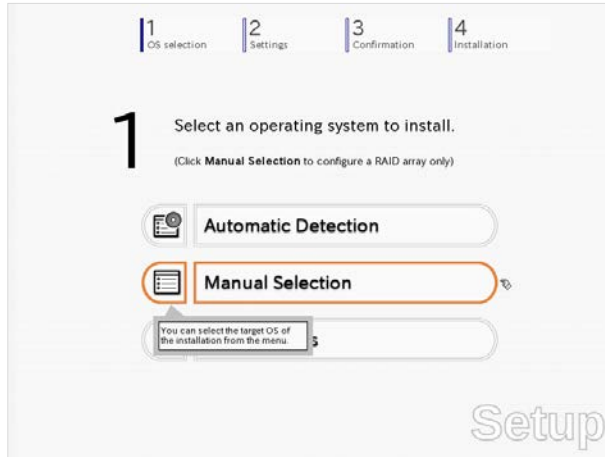 1
OS selection
2
Settings
3
Confirmation
4
Installation
1
Select an operating system to install.
(Click Manual Selection to configure a RAID array only)
Automatic Detection
Manual Selection
You can select the target OS of
the installation from the menu.
Setup